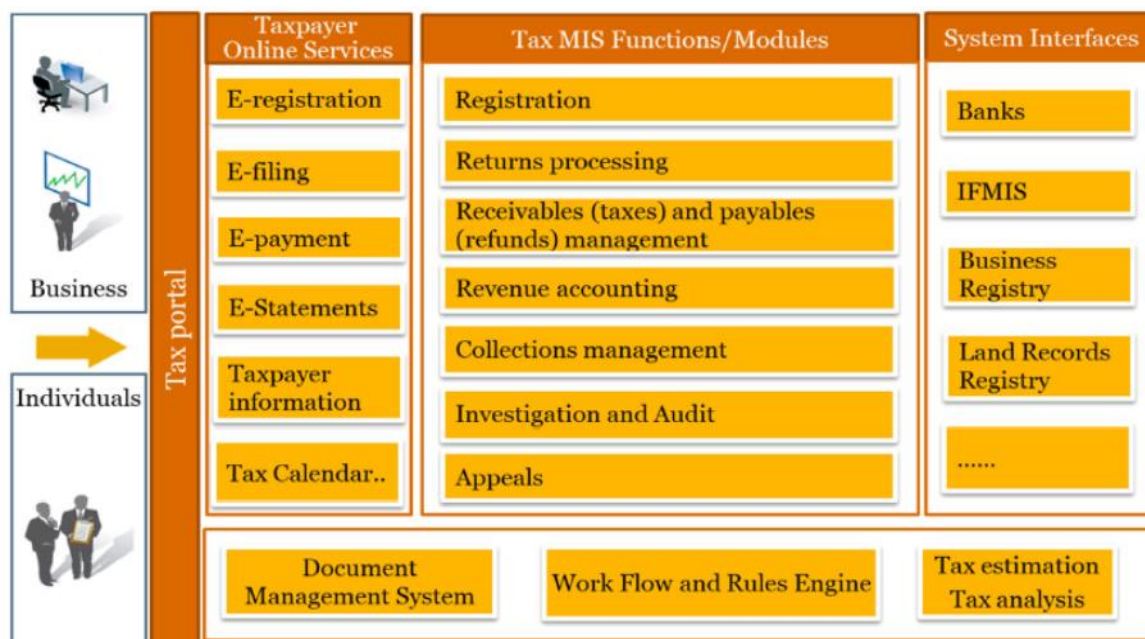 Business
Individuals
Tax portal
Taxpayer
Online Services
E-registration
E-filing
E-payment
E-Statements
Taxpayer
information
Tax Calendar..
Tax MIS Functions/Modules
Registration
Returns processing
Receivables (taxes) and payables
(refunds) management
Revenue accounting
Collections management
Investigation and Audit
Appeals
System Interfaces
Banks
IFMIS
Business
Registry
Land Records
Registry
......
Document
Management System
Work Flow and Rules Engine
Tax estimation
Tax analysis